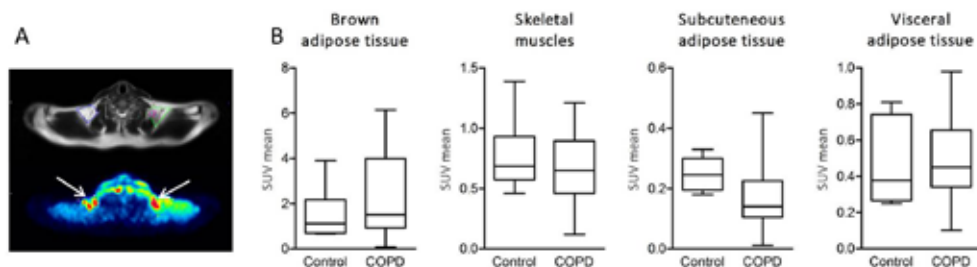 A
B
Brown
adipose tissue
SUV mean
8
6
4
2
0
Control COPD
Skeletal
muscles
SUV mean
1.5
1.0
0.5
0.0
Control COPD
Subcuteneous
adipose tissue
SUV mean
0.6
0.4
0.2
0.0
Control COPD
Visceral
adipose tissue
SUV mean
1.0
0.8
0.6
0.4
0.2
0.0
Control COPD